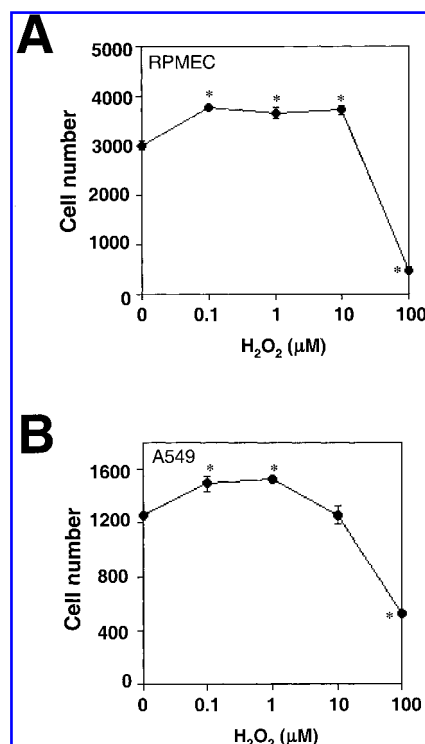 A
RPMEC
5000
4000
3000
2000
1000
0
Cell number
* * * *
0 0.1 1 10 100
H₂O₂ (μM)
B
A549
1600
1200
800
400
0
Cell number
* * *
0 0.1 1 10 100
H₂O₂ (μM)